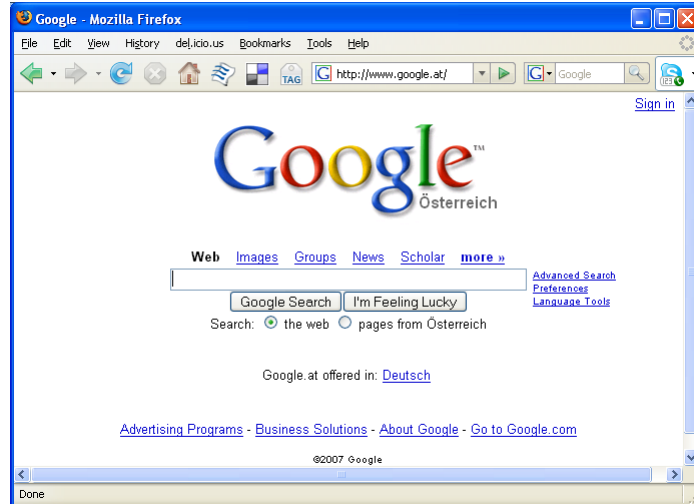 Google - Mozilla Firefox
File Edit View History del.icio.us Bookmarks Tools Help
TAG G http://www.google.at/ G Google
Sign in
Google™
Österreich
Web Images Groups News Scholar more »
Advanced Search
Preferences
Language Tools
Google Search I'm Feeling Lucky
Search: the web pages from Österreich
Google.at offered in: Deutsch
Advertising Programs - Business Solutions - About Google - Go to Google.com
©2007 Google
Done